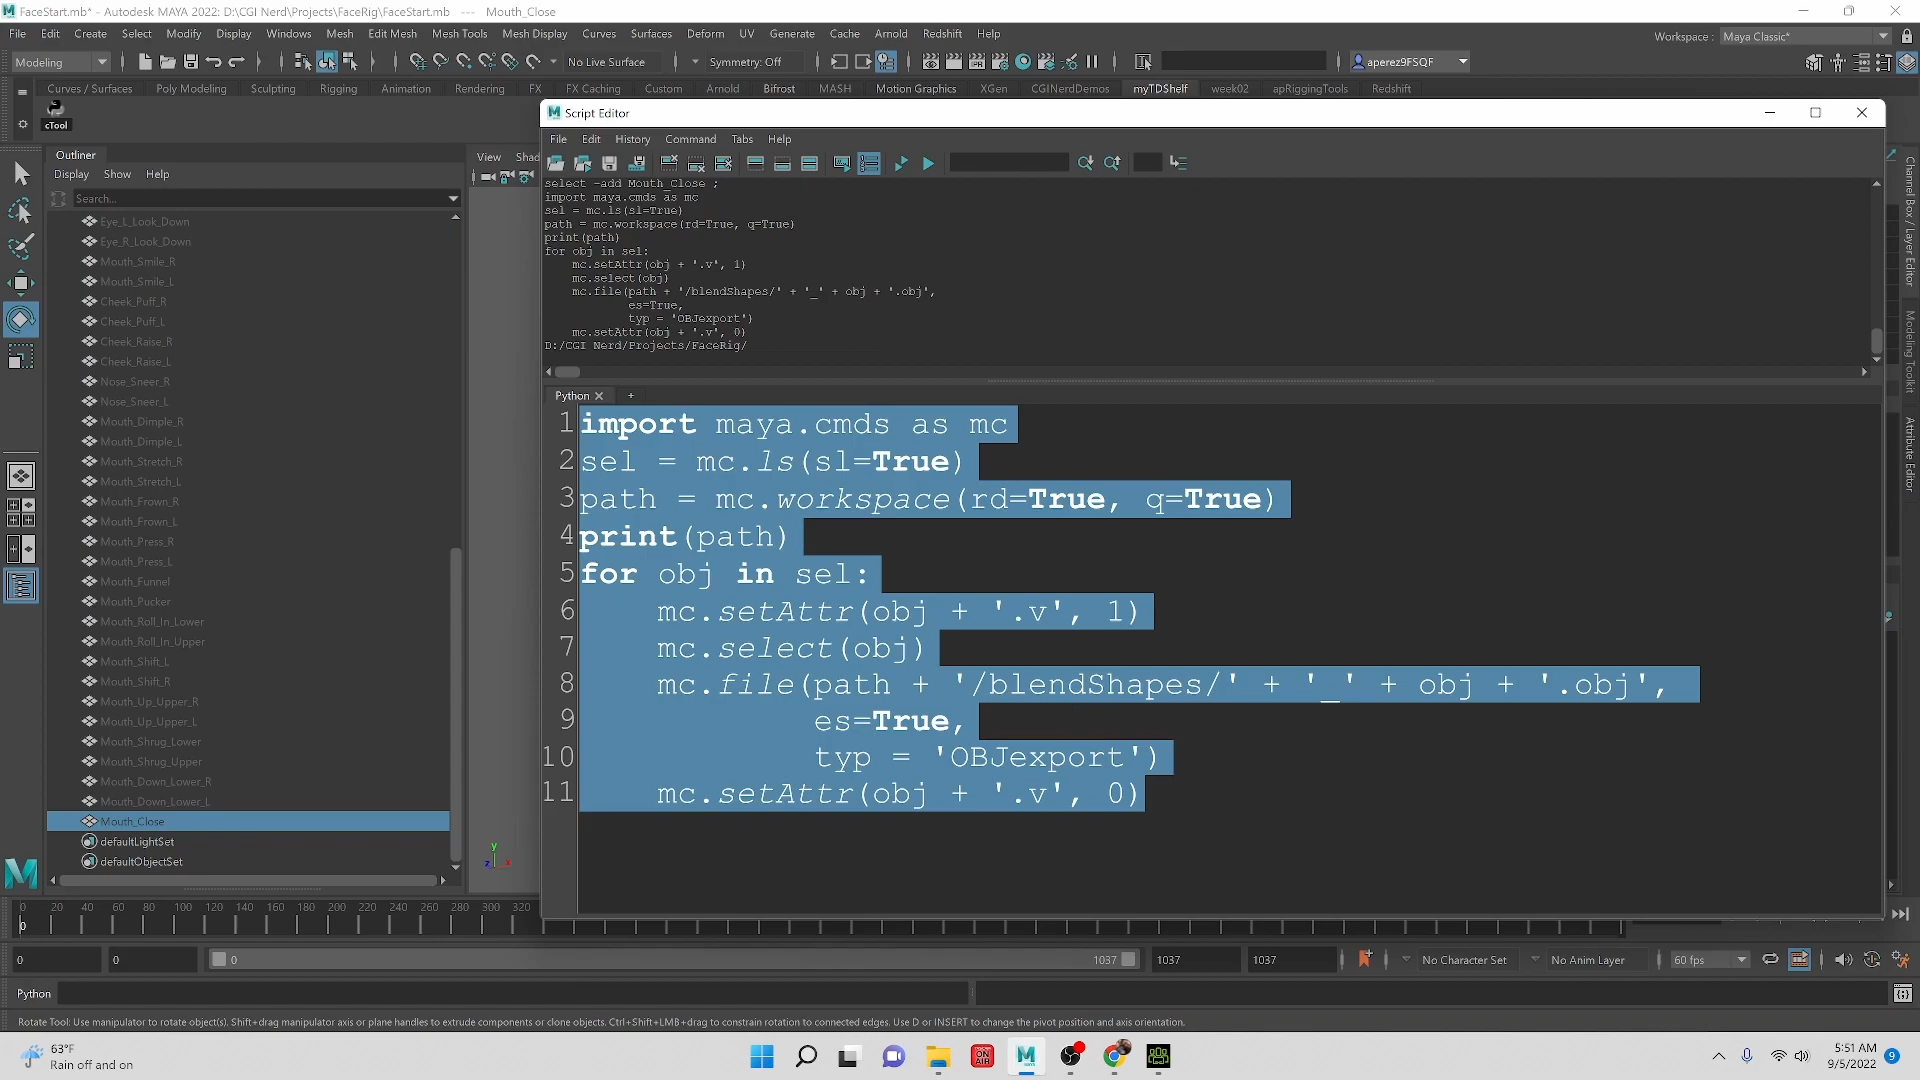 FaceStart.mb* - Autodesk MAYA 2022: D:\CGI Nerd\Projects\FaceRig\FaceStart.mb --- Mouth_Close
File Edit Create Select Modify Display Windows Mesh Edit Mesh Mesh Tools Mesh Display Curves Surfaces Deform UV Generate Cache Arnold Redshift Help
Workspace : Maya Classic*
Modeling
No Live Surface
Symmetry: Off
aperez9FSQF
Curves / Surfaces Poly Modeling Sculpting Rigging Animation Rendering FX FX Caching Custom Arnold Bifrost MASH Motion Graphics XGen CGINerdDemos myTDShelf week02 apRiggingTools Redshift
cTool
Script Editor
File Edit History Command Tabs Help
Outliner
Display Show Help
Search...
View Shad
Eye_L_Look_Down
Eye_R_Look_Down
Mouth_Smile_R
Mouth_Smile_L
Cheek_Puff_R
Cheek_Puff_L
Cheek_Raise_R
Cheek_Raise_L
Nose_Sneer_R
Nose_Sneer_L
Mouth_Dimple_R
Mouth_Dimple_L
Mouth_Stretch_R
Mouth_Stretch_L
Mouth_Frown_R
Mouth_Frown_L
Mouth_Press_R
Mouth_Press_L
Mouth_Funnel
Mouth_Pucker
Mouth_Roll_In_Lower
Mouth_Roll_In_Upper
Mouth_Shift_L
Mouth_Shift_R
Mouth_Up_Upper_R
Mouth_Up_Upper_L
Mouth_Shrug_Lower
Mouth_Shrug_Upper
Mouth_Down_Lower_R
Mouth_Down_Lower_L
Mouth_Close
defaultLightSet
defaultObjectSet
select -add Mouth_Close ;
import maya.cmds as mc
sel = mc.ls(sl=True)
path = mc.workspace(rd=True, q=True)
print(path)
for obj in sel:
mc.setAttr(obj + '.v', 1)
mc.select(obj)
mc.file(path + '/blendShapes/' + '_' + obj + '.obj',
es=True,
typ = 'OBJexport')
mc.setAttr(obj + '.v', 0)
D:/CGI Nerd/Projects/FaceRig/
Python +
1 import maya.cmds as mc
2 sel = mc.ls(sl=True)
3 path = mc.workspace(rd=True, q=True)
4 print(path)
5 for obj in sel:
6 mc.setAttr(obj + '.v', 1)
7 mc.select(obj)
8 mc.file(path + '/blendShapes/' + '_' + obj + '.obj',
9 es=True,
10 typ = 'OBJexport')
11 mc.setAttr(obj + '.v', 0)
Channel Box / Layer Editor
Modeling Toolkit
Attribute Editor
y
z x
0 20 40 60 80 100 120 140 160 180 200 220 240 260 280 300 320
0
0 0 0 1037 1037 1037
No Character Set
No Anim Layer
60 fps
Python
Rotate Tool: Use manipulator to rotate object(s). Shift+drag manipulator axis or plane handles to extrude components or clone objects. Ctrl+Shift+LMB+drag to constrain rotation to connected edges. Use D or INSERT to change the pivot position and axis orientation.
63°F
Rain off and on
ON AIR
5:51 AM
9/5/2022
9